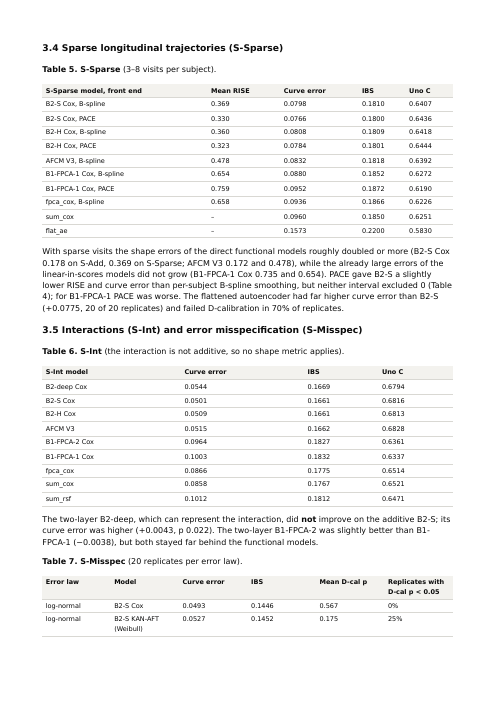 3.4 Sparse longitudinal trajectories (S-Sparse)
Table 5. S-Sparse (3–8 visits per subject).
S-Sparse model, front end Mean RISE Curve error IBS Uno C
B2-S Cox, B-spline 0.369 0.0798 0.1810 0.6407
B2-S Cox, PACE 0.330 0.0766 0.1800 0.6436
B2-H Cox, B-spline 0.360 0.0808 0.1809 0.6418
B2-H Cox, PACE 0.323 0.0784 0.1801 0.6444
AFCM V3, B-spline 0.478 0.0832 0.1818 0.6392
B1-FPCA-1 Cox, B-spline 0.654 0.0880 0.1852 0.6272
B1-FPCA-1 Cox, PACE 0.759 0.0952 0.1872 0.6190
fpca_cox, B-spline 0.658 0.0936 0.1866 0.6226
sum_cox – 0.0960 0.1850 0.6251
flat_ae – 0.1573 0.2200 0.5830
With sparse visits the shape errors of the direct functional models roughly doubled or more (B2-S Cox
0.178 on S-Add, 0.369 on S-Sparse; AFCM V3 0.172 and 0.478), while the already large errors of the
linear-in-scores models did not grow (B1-FPCA-1 Cox 0.735 and 0.654). PACE gave B2-S a slightly
lower RISE and curve error than per-subject B-spline smoothing, but neither interval excluded 0 (Table
4); for B1-FPCA-1 PACE was worse. The flattened autoencoder had far higher curve error than B2-S
(+0.0775, 20 of 20 replicates) and failed D-calibration in 70% of replicates.
3.5 Interactions (S-Int) and error misspecification (S-Misspec)
Table 6. S-Int (the interaction is not additive, so no shape metric applies).
S-Int model Curve error IBS Uno C
B2-deep Cox 0.0544 0.1669 0.6794
B2-S Cox 0.0501 0.1661 0.6816
B2-H Cox 0.0509 0.1661 0.6813
AFCM V3 0.0515 0.1662 0.6828
B1-FPCA-2 Cox 0.0964 0.1827 0.6361
B1-FPCA-1 Cox 0.1003 0.1832 0.6337
fpca_cox 0.0866 0.1775 0.6514
sum_cox 0.0858 0.1767 0.6521
sum_rsf 0.1012 0.1812 0.6471
The two-layer B2-deep, which can represent the interaction, did not improve on the additive B2-S; its
curve error was higher (+0.0043, p 0.022). The two-layer B1-FPCA-2 was slightly better than B1-
FPCA-1 (−0.0038), but both stayed far behind the functional models.
Table 7. S-Misspec (20 replicates per error law).
Error law Model Curve error IBS Mean D-cal p Replicates with
D-cal p < 0.05
log-normal B2-S Cox 0.0493 0.1446 0.567 0%
log-normal B2-S KAN-AFT 0.0527 0.1452 0.175 25%
(Weibull)